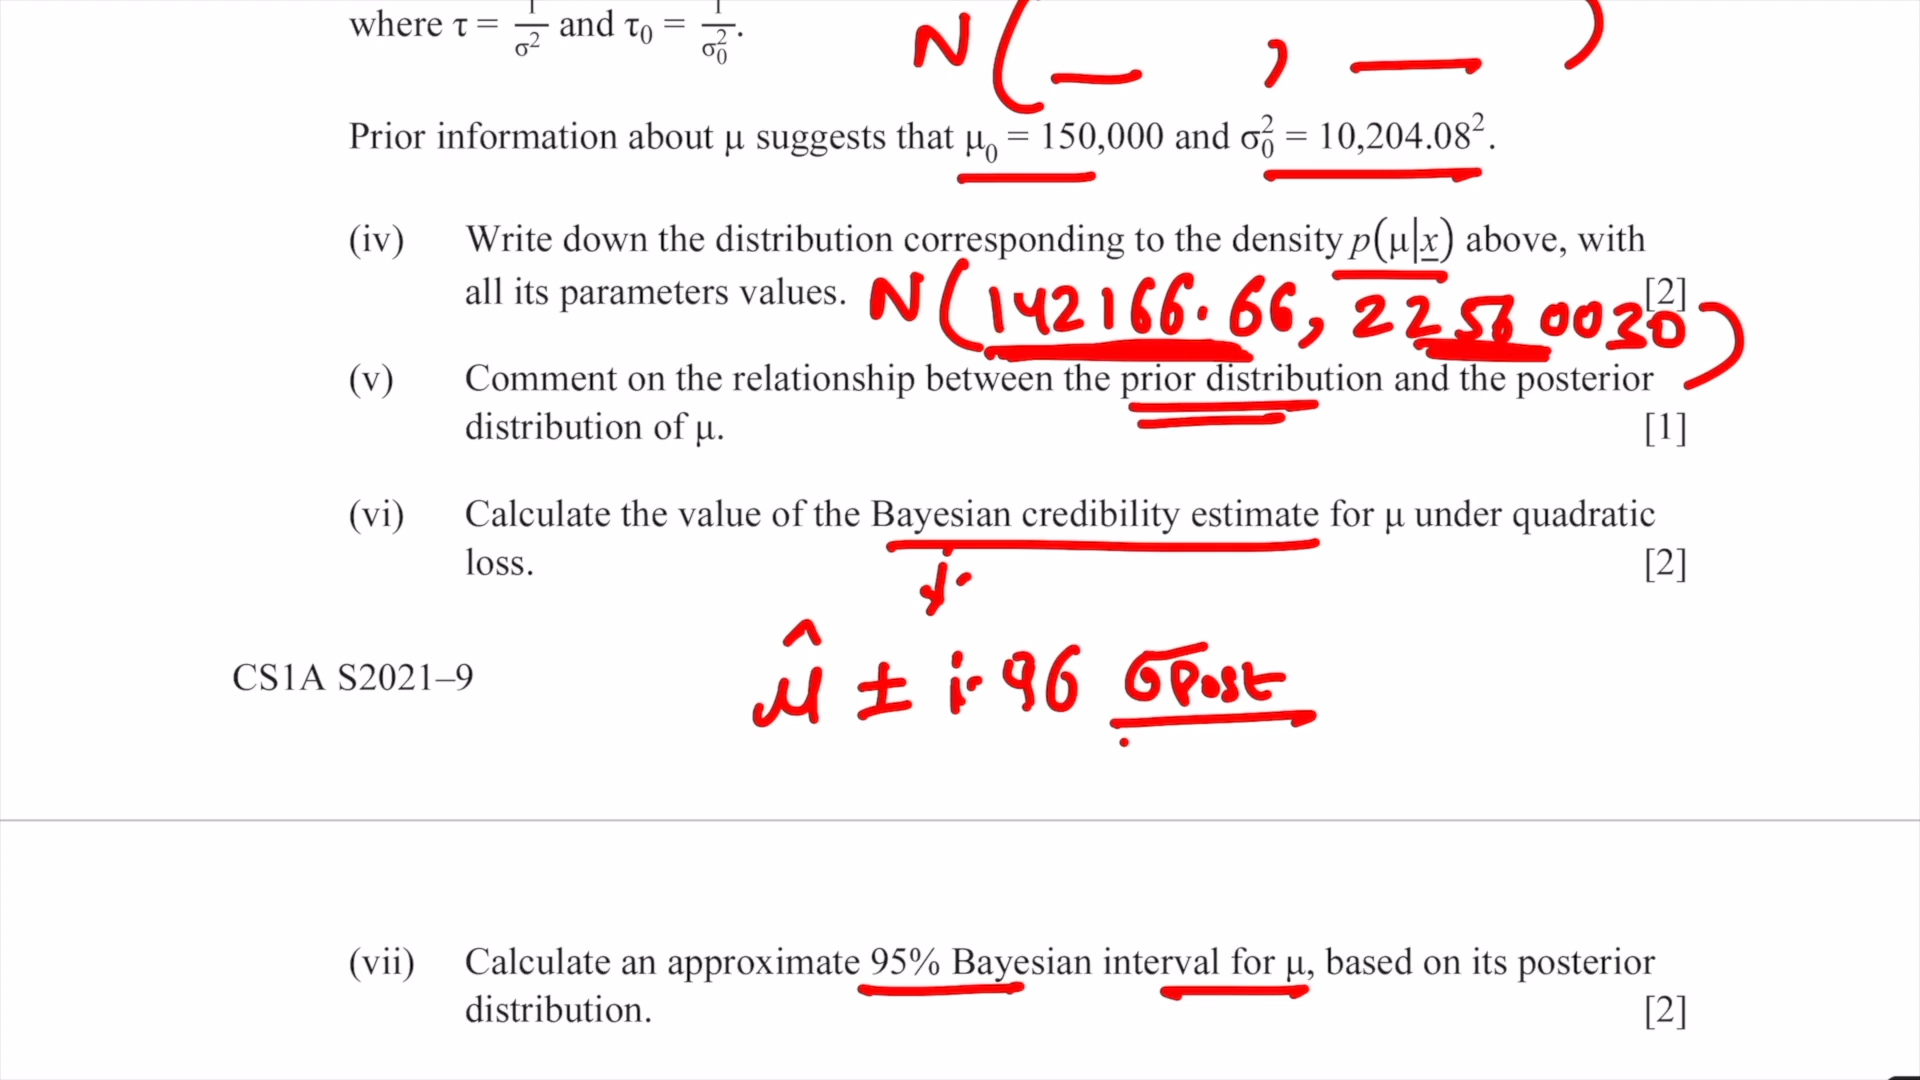 where τ = 1/σ² and τ₀ = 1/σ₀².
N( __ , __ )
Prior information about μ suggests that μ₀ = 150,000 and σ₀² = 10,204.08².
(iv) Write down the distribution corresponding to the density p(μ|x) above, with
all its parameters values. [2]
N(142166.66, 22560030)
(v) Comment on the relationship between the prior distribution and the posterior
distribution of μ. [1]
(vi) Calculate the value of the Bayesian credibility estimate for μ under quadratic
loss. [2]
μ̂ ± 1.96 σpost
CS1A S2021–9
(vii) Calculate an approximate 95% Bayesian interval for μ, based on its posterior
distribution. [2]